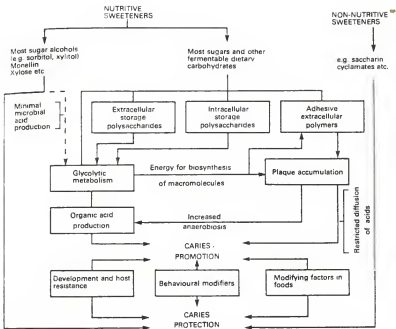 NUTRITIVE
SWEETENERS
NON-NUTRITIVE
SWEETENERS
Most sugar alcohols
(e.g. sorbitol, xylitol)
Monellin
Xylose etc
Most sugars and other
fermentable dietary
carbohydrates
e.g. saccharin
cyclamates etc.
Minimal
microbial
acid
production
Extracellular
storage
polysaccharides
Intracellular
storage
polysaccharides
Adhesive
extracellular
polymers
Glycolytic
metabolism
Energy for biosynthesis
of macromolecules
Plaque accumulation
Organic acid
production
Increased
anaerobiosis
Restricted diffusion
of acids
CARIES
PROMOTION
Development and host
resistance
Behavioural modifiers
Modifying factors in
foods
CARIES
PROTECTION